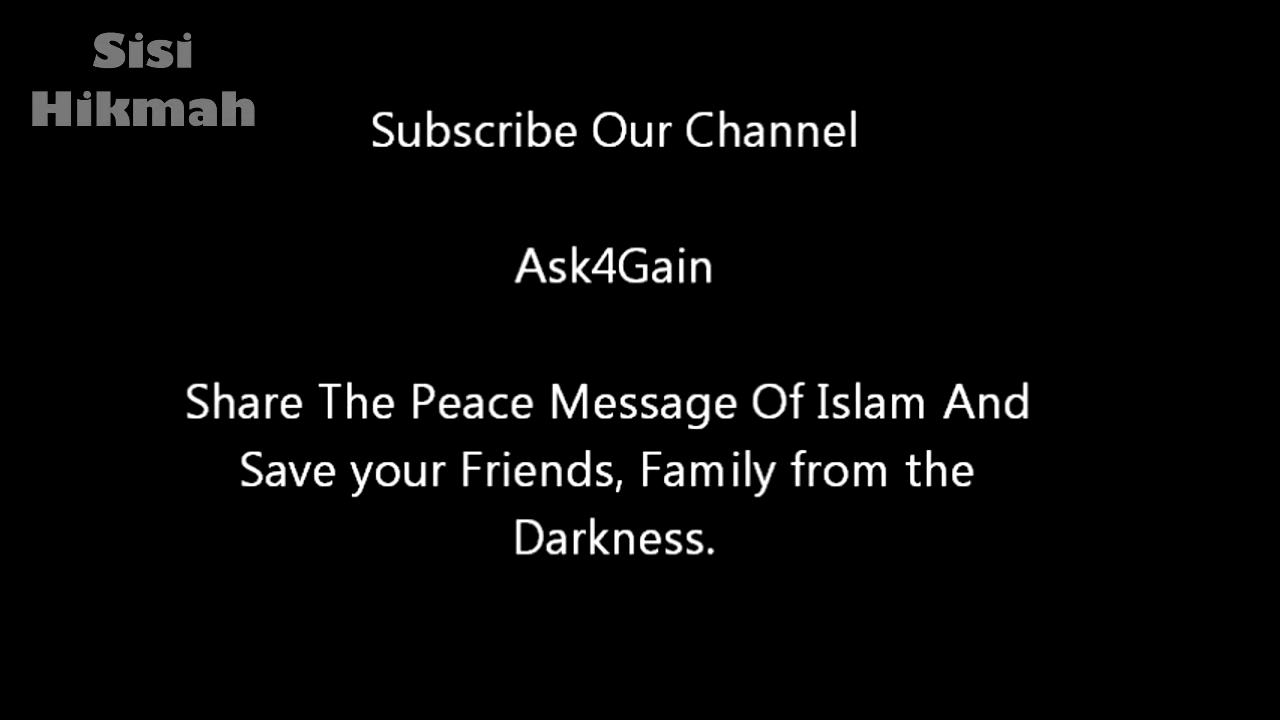 Sisi
Hikmah
Subscribe Our Channel
Ask4Gain
Share The Peace Message Of Islam And
Save your Friends, Family from the
Darkness.